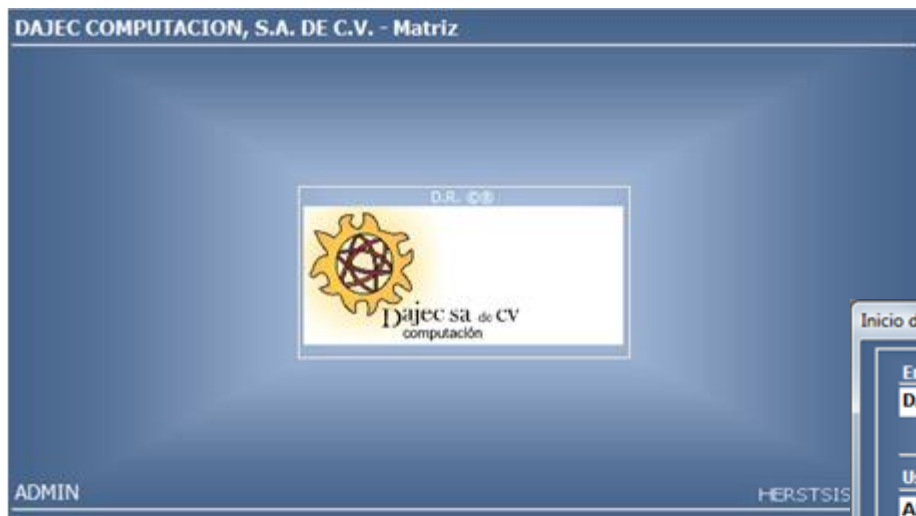 DAJEC COMPUTACION, S.A. DE C.V. - Matriz
D.R. ©®
Dajec sa de cv
computación
Inicio d
E
D
U
A
ADMIN
HERSTSIS